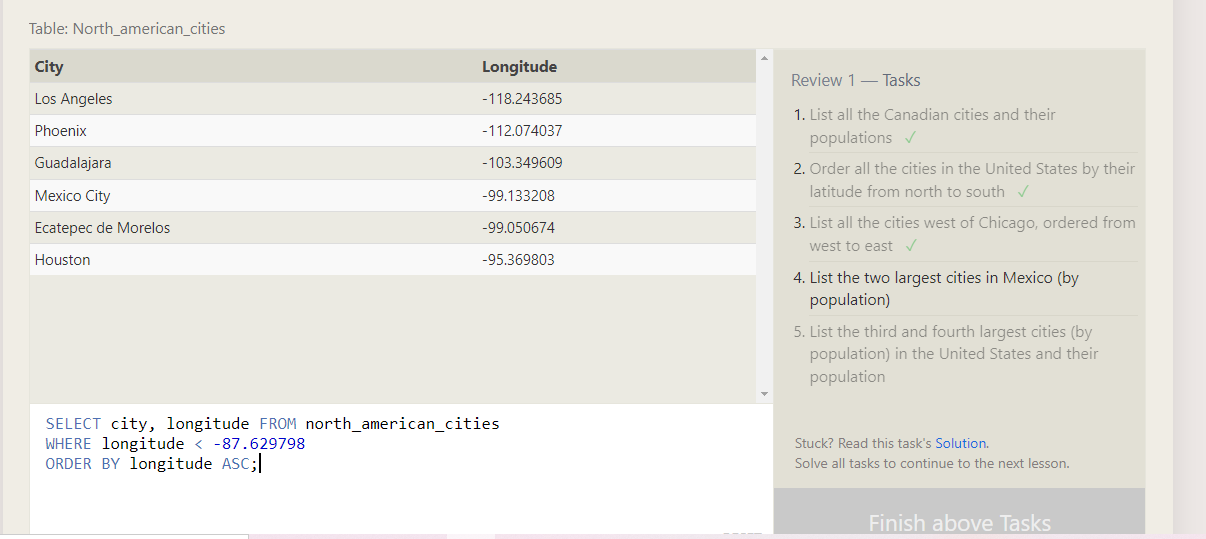 Table: North_american_cities
City Longitude
Los Angeles -118.243685
Phoenix -112.074037
Guadalajara -103.349609
Mexico City -99.133208
Ecatepec de Morelos -99.050674
Houston -95.369803
SELECT city, longitude FROM north_american_cities
WHERE longitude < -87.629798
ORDER BY longitude ASC;
Review 1 — Tasks
1. List all the Canadian cities and their
populations ✓
2. Order all the cities in the United States by their
latitude from north to south ✓
3. List all the cities west of Chicago, ordered from
west to east ✓
4. List the two largest cities in Mexico (by
population)
5. List the third and fourth largest cities (by
population) in the United States and their
population
Stuck? Read this task's Solution.
Solve all tasks to continue to the next lesson.
Finish above Tasks